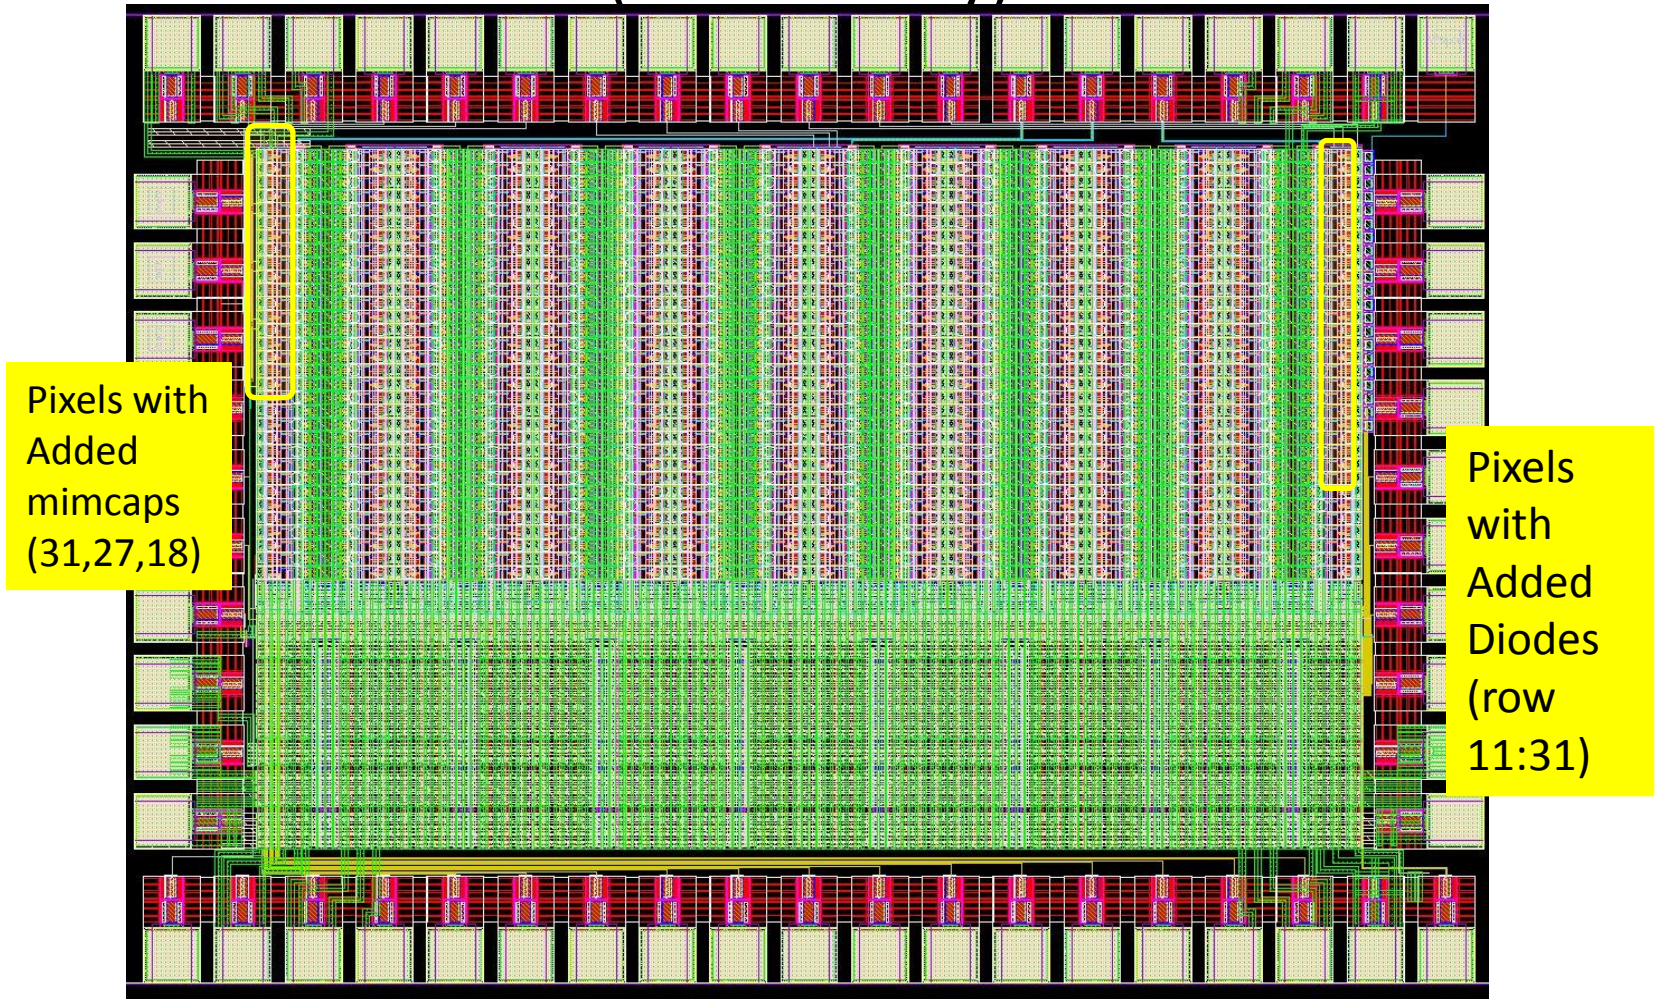 Pixels with
Added
mimcaps
(31,27,18)
Pixels
with
Added
Diodes
(row
11:31)